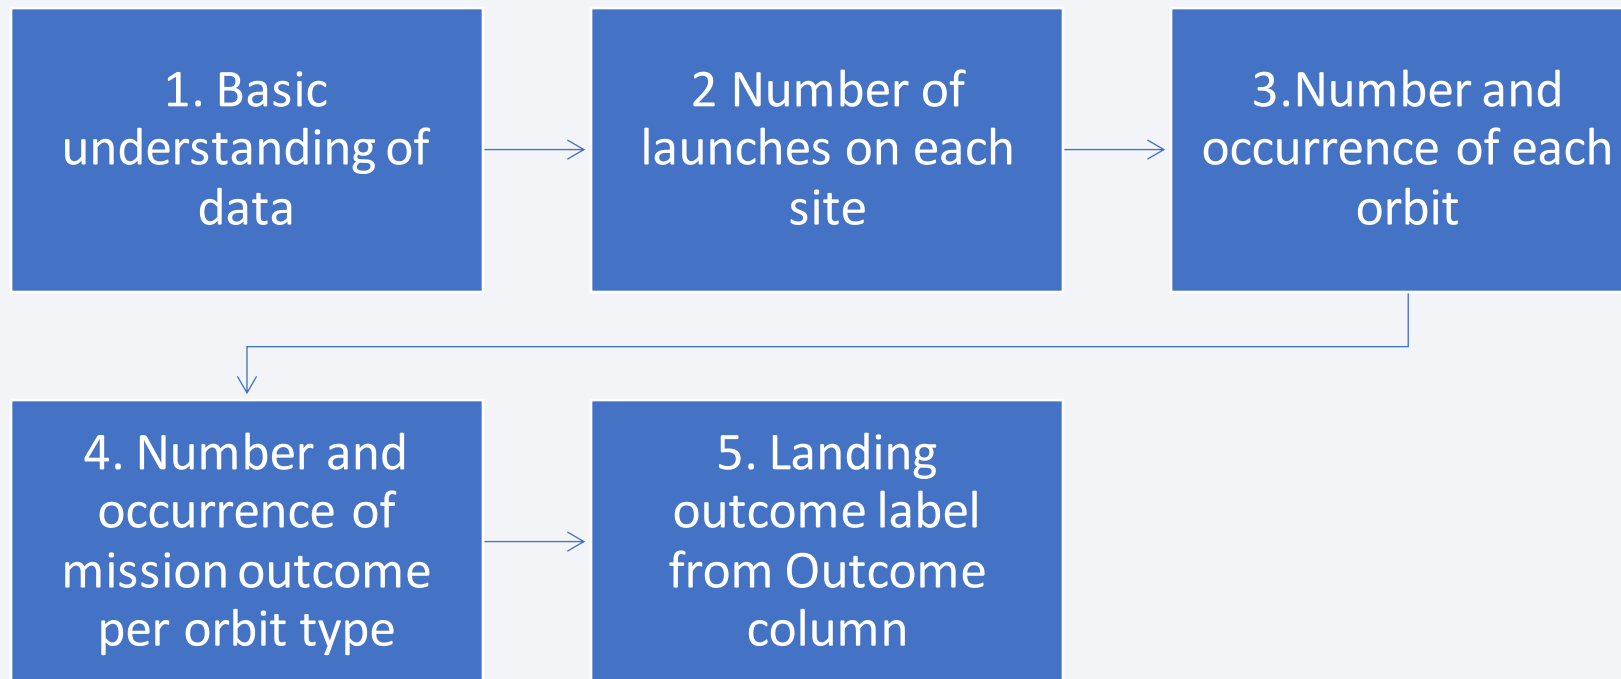 1. Basic
understanding of
data
2 Number of
launches on each
site
3.Number and
occurrence of each
orbit
4. Number and
occurrence of
mission outcome
per orbit type
5. Landing
outcome label
from Outcome
column